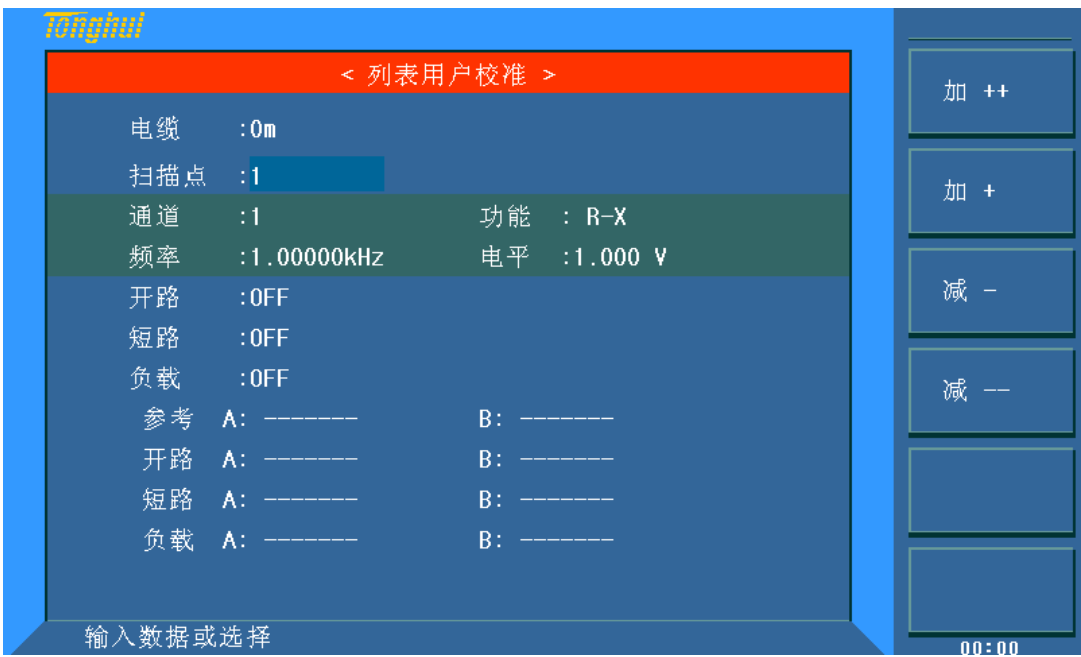 Tonghui
< 列表用户校准 >
电缆 :0m
扫描点 :1
通道 :1 功能 : R-X
频率 :1.00000kHz 电平 :1.000 V
开路 :OFF
短路 :OFF
负载 :OFF
参考 A: ------- B: -------
开路 A: ------- B: -------
短路 A: ------- B: -------
负载 A: ------- B: -------
输入数据或选择
加 ++
加 +
减 -
减 --
00:00